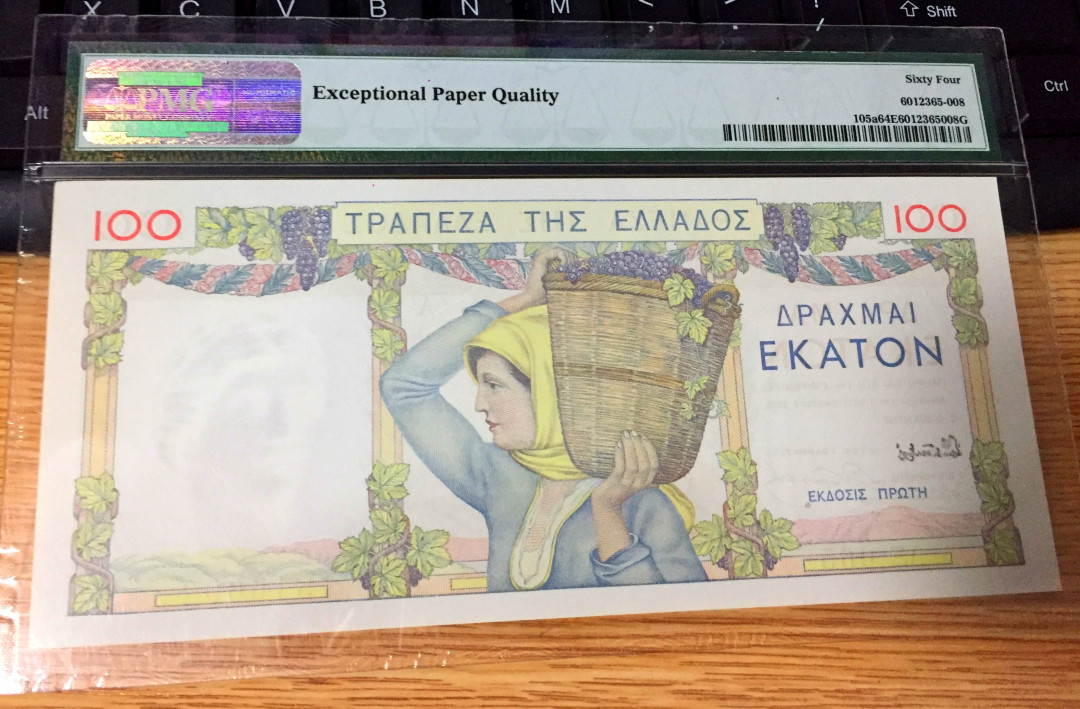 X C V B N M < > ! /
Shift
Alt
Ctrl
PMG
Exceptional Paper Quality
Sixty Four
6012365-008
105a64E6012365008G
100
ΤΡΑΠΕΖΑ ΤΗΣ ΕΛΛΑΔΟΣ
100
ΔΡΑΧΜΑΙ
ΕΚΑΤΟΝ
ΕΚΔΟΣΙΣ ΠΡΩΤΗ